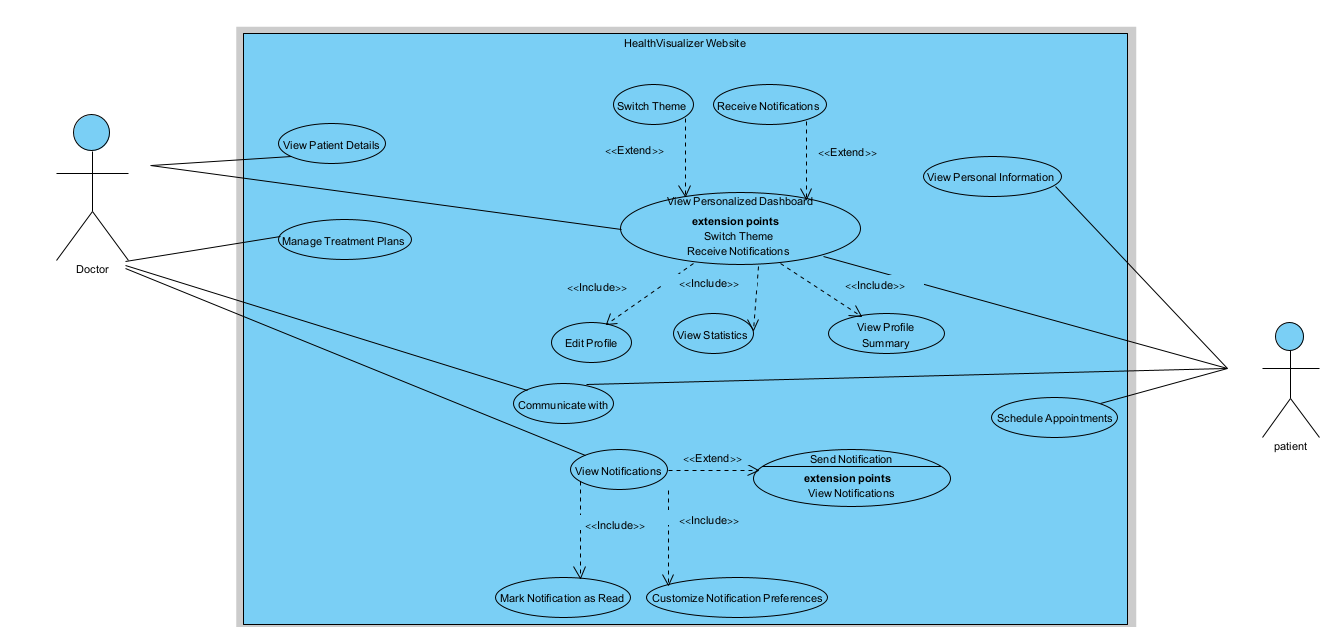 HealthVisualizer Website
Switch Theme
Receive Notifications
View Patient Details
<<Extend>>
<<Extend>>
View Personal Information
View Personalized Dashboard
extension points
Switch Theme
Receive Notifications
Manage Treatment Plans
Doctor
<<Include>>
<<Include>>
<<Include>>
Edit Profile
View Statistics
View Profile
Summary
Communicate with
Schedule Appointments
patient
View Notifications
<<Extend>>
Send Notification
extension points
View Notifications
<<Include>>
<<Include>>
Mark Notification as Read
Customize Notification Preferences